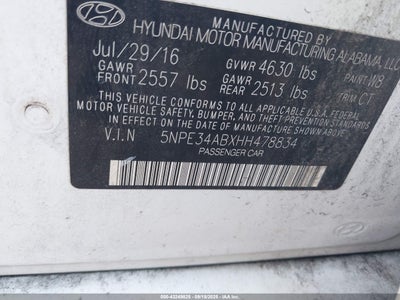 MANUFACTURED BY
HYUNDAI MOTOR MANUFACTURING ALABAMA, LLC
Jul/29/16 GVWR 4630 lbs PAINT W8
GAWR FRONT 2557 lbs GAWR REAR 2513 lbs TRIM CT
THIS VEHICLE CONFORMS TO ALL APPLICABLE U.S. FEDERAL
MOTOR VEHICLE SAFETY, BUMPER, AND THEFT PREVENTION STANDARDS
IN EFFECT ON THE DATE OF MANUFACTURE SHOWN ABOVE.
V.I.N 5NPE34ABXHH478834
PASSENGER CAR